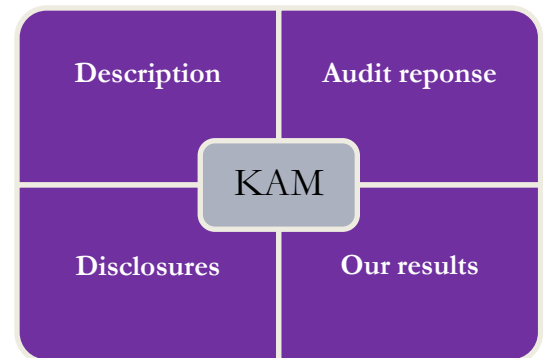 Description
Audit reponse
KAM
Disclosures
Our results